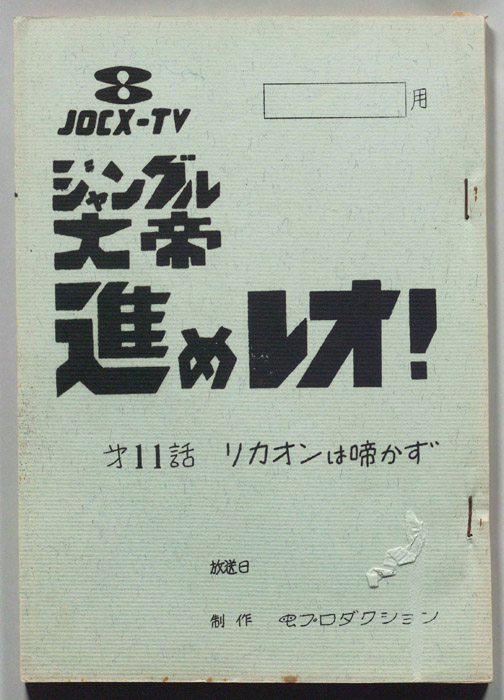 8
JOCX-TV
用
ジャングル
大帝
進めレオ!
才11話 リカオンは啼かず
放送日
制作 虫プロダクション